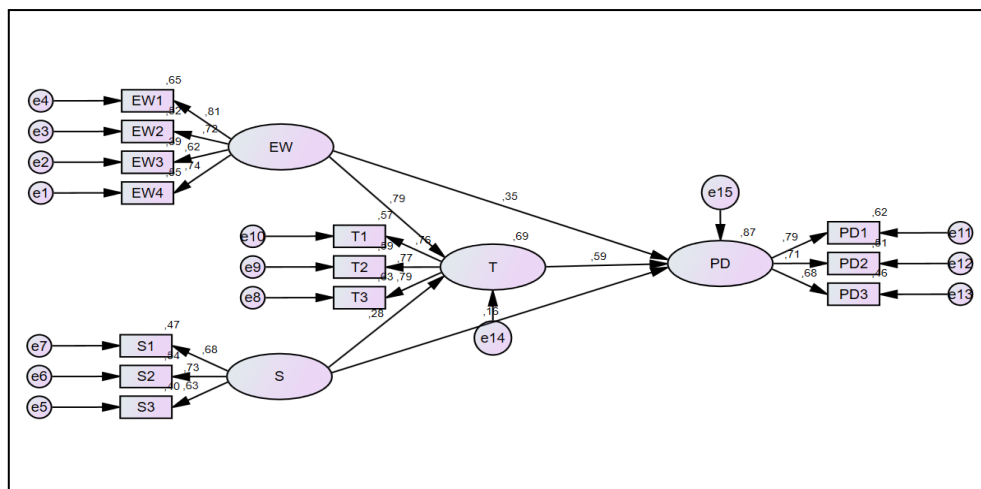 ,65
e4 EW1 ,81
,52
e3 EW2 ,72
,39
e2 EW3 ,62
,55 ,74
e1 EW4
EW
,79
,35
e15
,57
e10 T1 ,76
,59
e9 T2 ,77
,63 ,79
e8 T3
,69
T
,59
,87
PD
,62
,79 PD1 e11
,51
,71 PD2 e12
,46
,68 PD3 e13
,28
,16
e14
,47
e7 S1 ,68
,54
e6 S2 ,73
,40 ,63
e5 S3
S